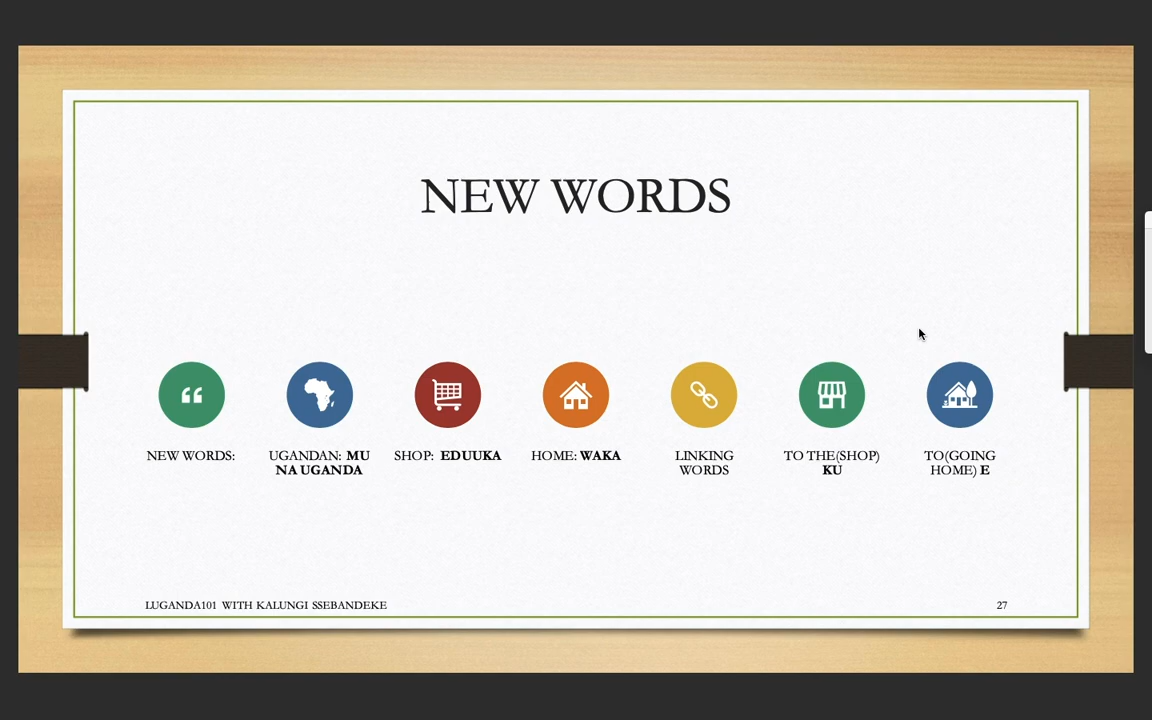 NEW WORDS
NEW WORDS:
UGANDAN: MU
NA UGANDA
SHOP: EDUUKA
HOME: WAKA
LINKING
WORDS
TO THE(SHOP)
KU
TO(GOING
HOME) E
LUGANDA101 WITH KALUNGI SSEBANDEKE
27